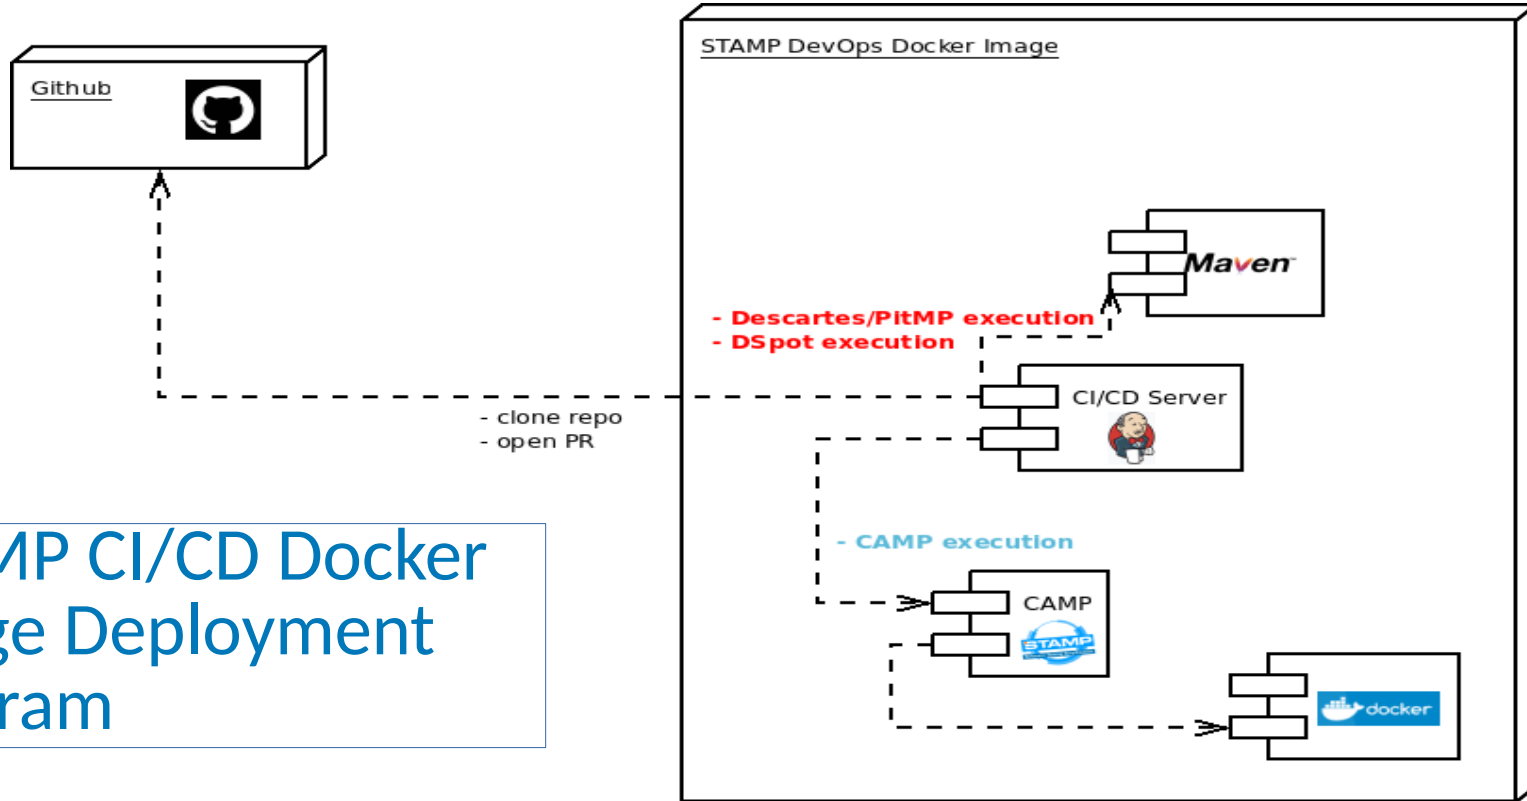 STAMP DevOps Docker Image
Github
Maven
- Descartes/PitMP execution
- DSpot execution
CI/CD Server
- clone repo
- open PR
- CAMP execution
CAMP
STAMP
docker
MP CI/CD Docker
ge Deployment
ram